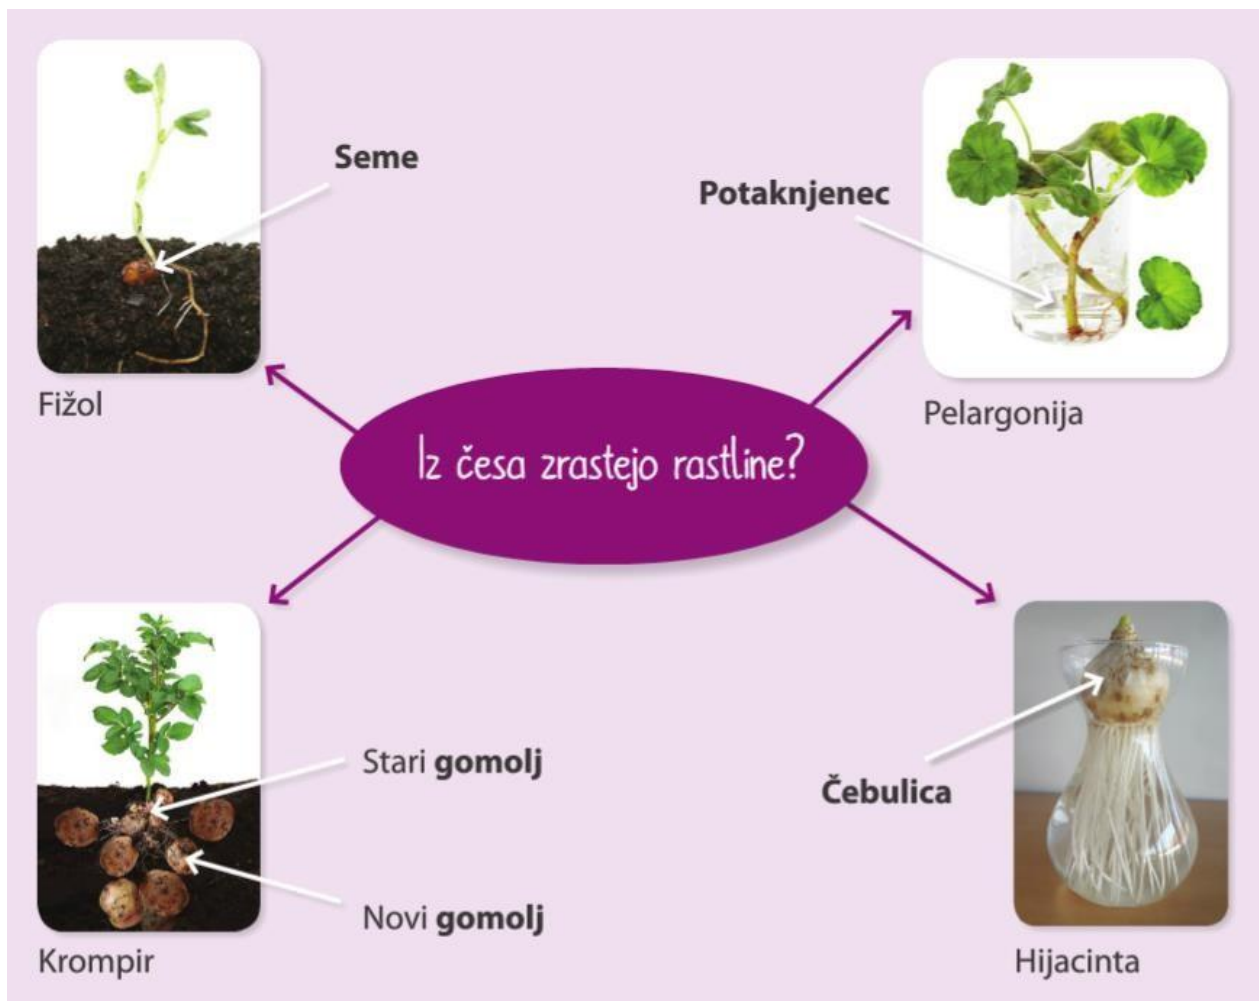 Seme
Fižol
Potaknjenec
Pelargonija
Iz česa zrastejo rastline?
Stari gomolj
Novi gomolj
Krompir
Čebulica
Hijacinta